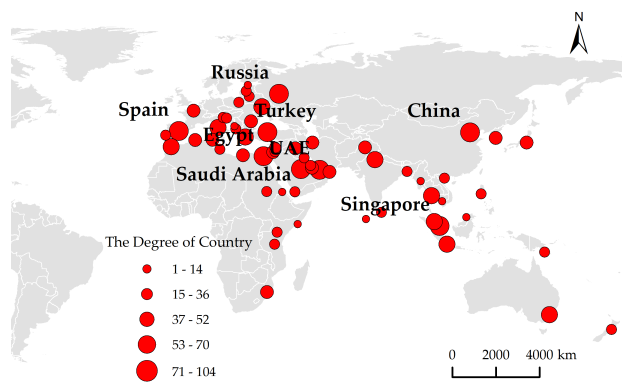 N
Russia
Spain
Turkey
China
Egypt
UAE
Saudi Arabia
Singapore
The Degree of Country
1 - 14
15 - 36
37 - 52
53 - 70
71 - 104
0 2000 4000 km